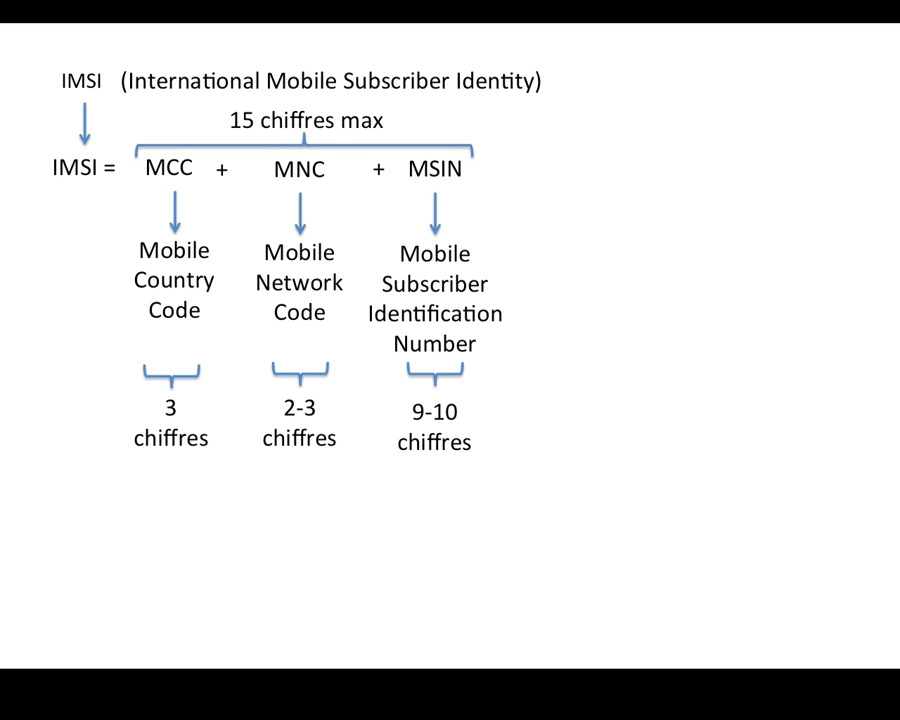 IMSI (International Mobile Subscriber Identity)
15 chiffres max
IMSI = MCC + MNC + MSIN
Mobile Country Code
Mobile Network Code
Mobile Subscriber Identification Number
3 chiffres
2-3 chiffres
9-10 chiffres